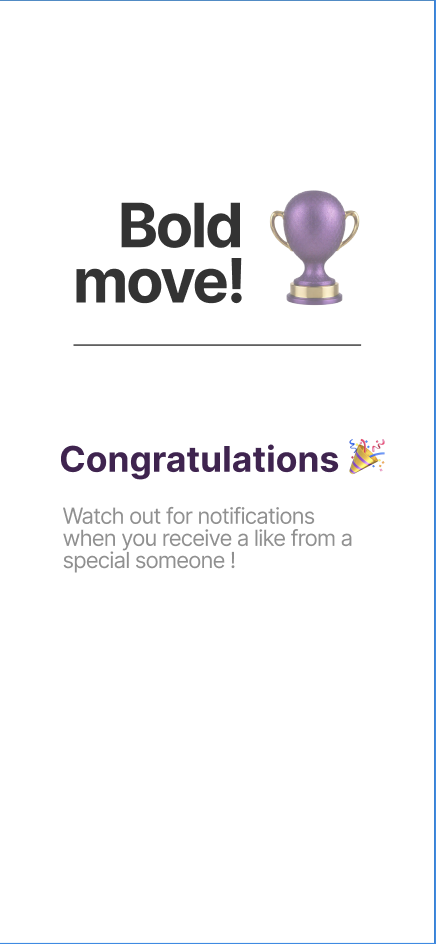 Bold
move!
Congratulations 🎉
Watch out for notifications
when you receive a like from a
special someone !